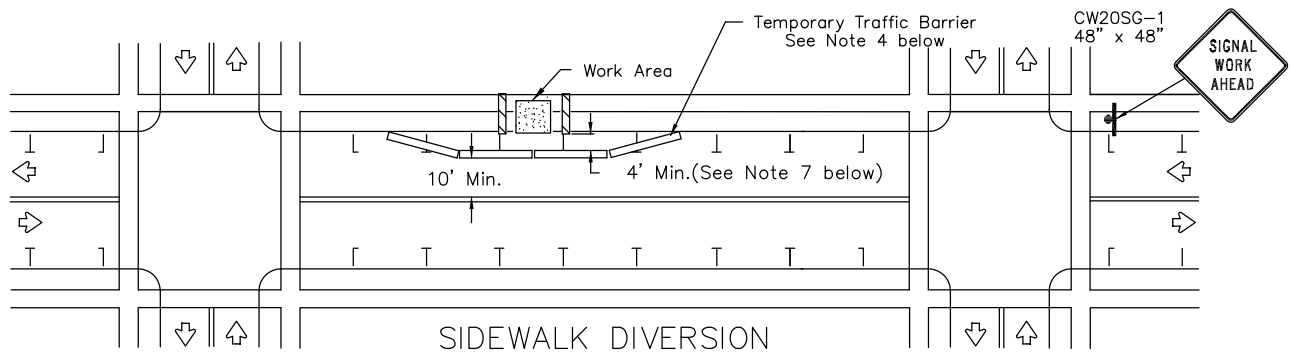 Temporary Traffic Barrier
See Note 4 below
CW20SG-1
48" x 48"
SIGNAL
WORK
AHEAD
Work Area
10' Min.
4' Min.(See Note 7 below)
SIDEWALK DIVERSION